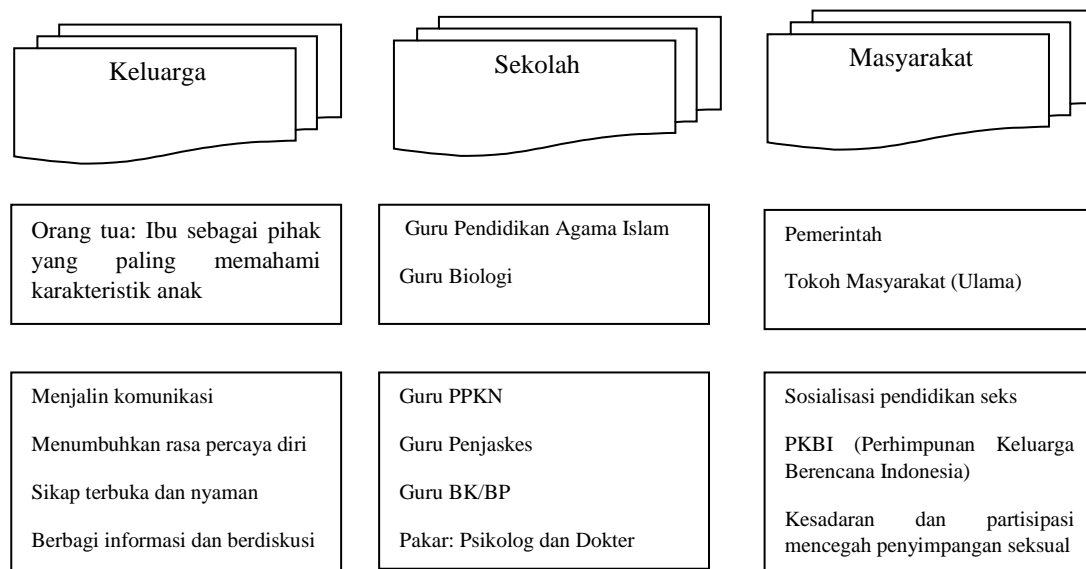 Keluarga
Sekolah
Masyarakat
Orang tua: Ibu sebagai pihak
yang paling memahami
karakteristik anak
Guru Pendidikan Agama Islam
Guru Biologi
Pemerintah
Tokoh Masyarakat (Ulama)
Menjalin komunikasi
Menumbuhkan rasa percaya diri
Sikap terbuka dan nyaman
Berbagi informasi dan berdiskusi
Guru PPKN
Guru Penjaskes
Guru BK/BP
Pakar: Psikolog dan Dokter
Sosialisasi pendidikan seks
PKBI (Perhimpunan Keluarga
Berencana Indonesia)
Kesadaran dan partisipasi
mencegah penyimpangan seksual